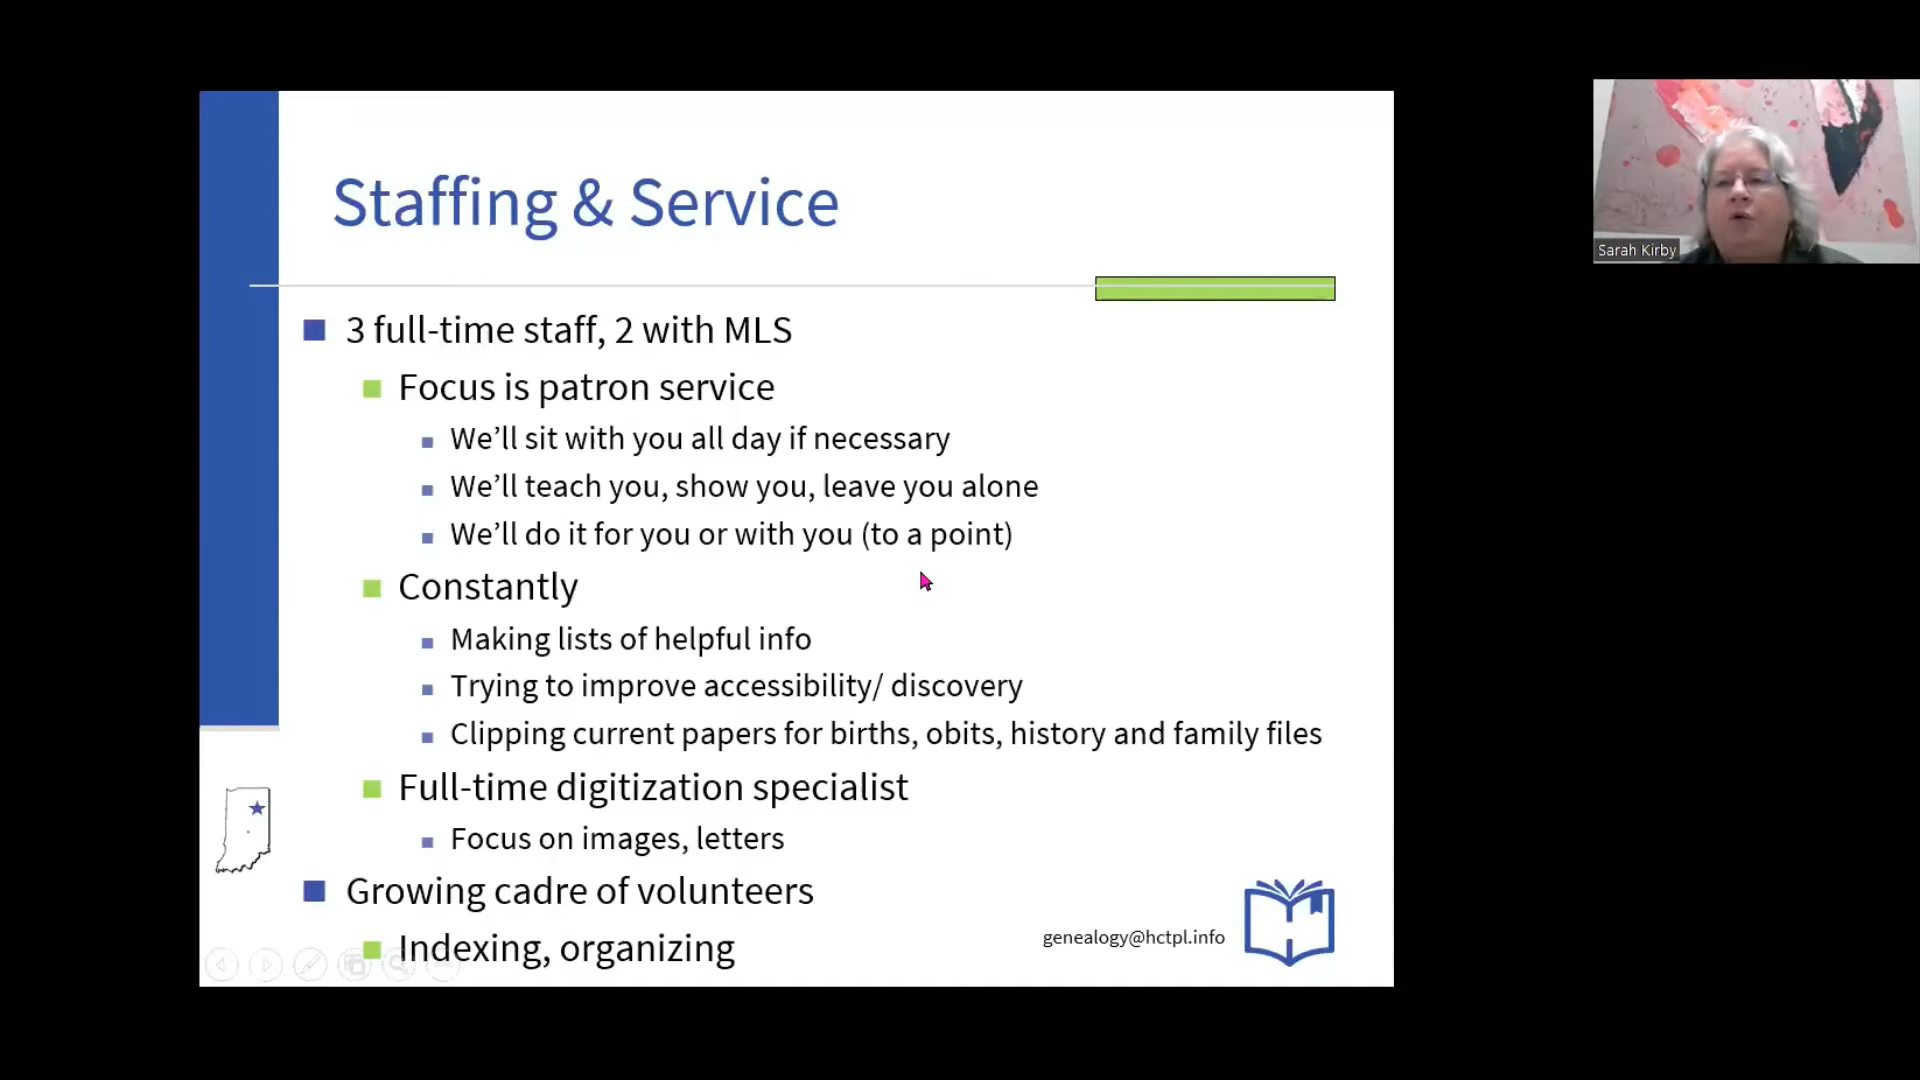 Staffing & Service
3 full-time staff, 2 with MLS
Focus is patron service
We’ll sit with you all day if necessary
We’ll teach you, show you, leave you alone
We’ll do it for you or with you (to a point)
Constantly
Making lists of helpful info
Trying to improve accessibility/ discovery
Clipping current papers for births, obits, history and family files
Full-time digitization specialist
Focus on images, letters
Growing cadre of volunteers
Indexing, organizing
genealogy@hctpl.info
Sarah Kirby